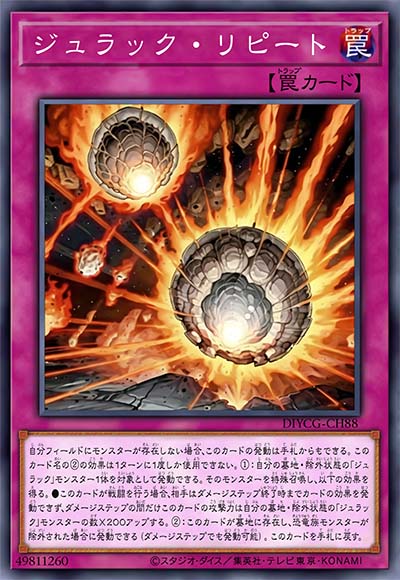 ジュラック・リピート
罠
トラップ
【罠カード】
DIYCG-CH88
自分フィールドにモンスターが存在しない場合、このカードの発動は手札からもできる。この
カード名の②の効果は1ターンに1度しか使用できない。①：自分の墓地・除外状態の「ジュ
ラック」モンスター1体を対象として発動できる。そのモンスターを特殊召喚し、以下の効果を
得る。●このカードが戦闘を行う場合、相手はダメージステップ終了時までカードの効果を発
動できず、ダメージステップの間だけこのカードの攻撃力は自分の墓地・除外状態の「ジュラッ
ク」モンスターの数×200アップする。②：このカードが墓地に存在し、恐竜族モンスターが
除外された場合に発動できる（ダメージステップでも発動可能）。このカードを手札に戻す。
49811260
©スタジオ・ダイス／集英社・テレビ東京・KONAMI